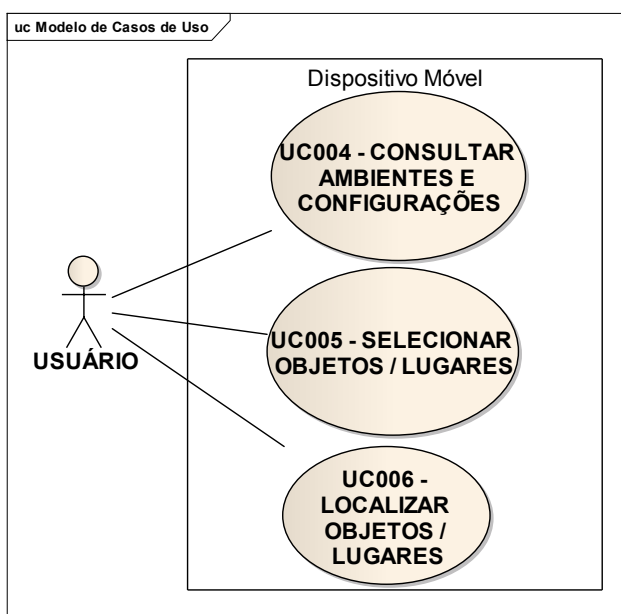 uc Modelo de Casos de Uso
Dispositivo Móvel
UC004 - CONSULTAR
AMBIENTES E
CONFIGURAÇÕES
USUÁRIO
UC005 - SELECIONAR
OBJETOS / LUGARES
UC006 -
LOCALIZAR
OBJETOS /
LUGARES